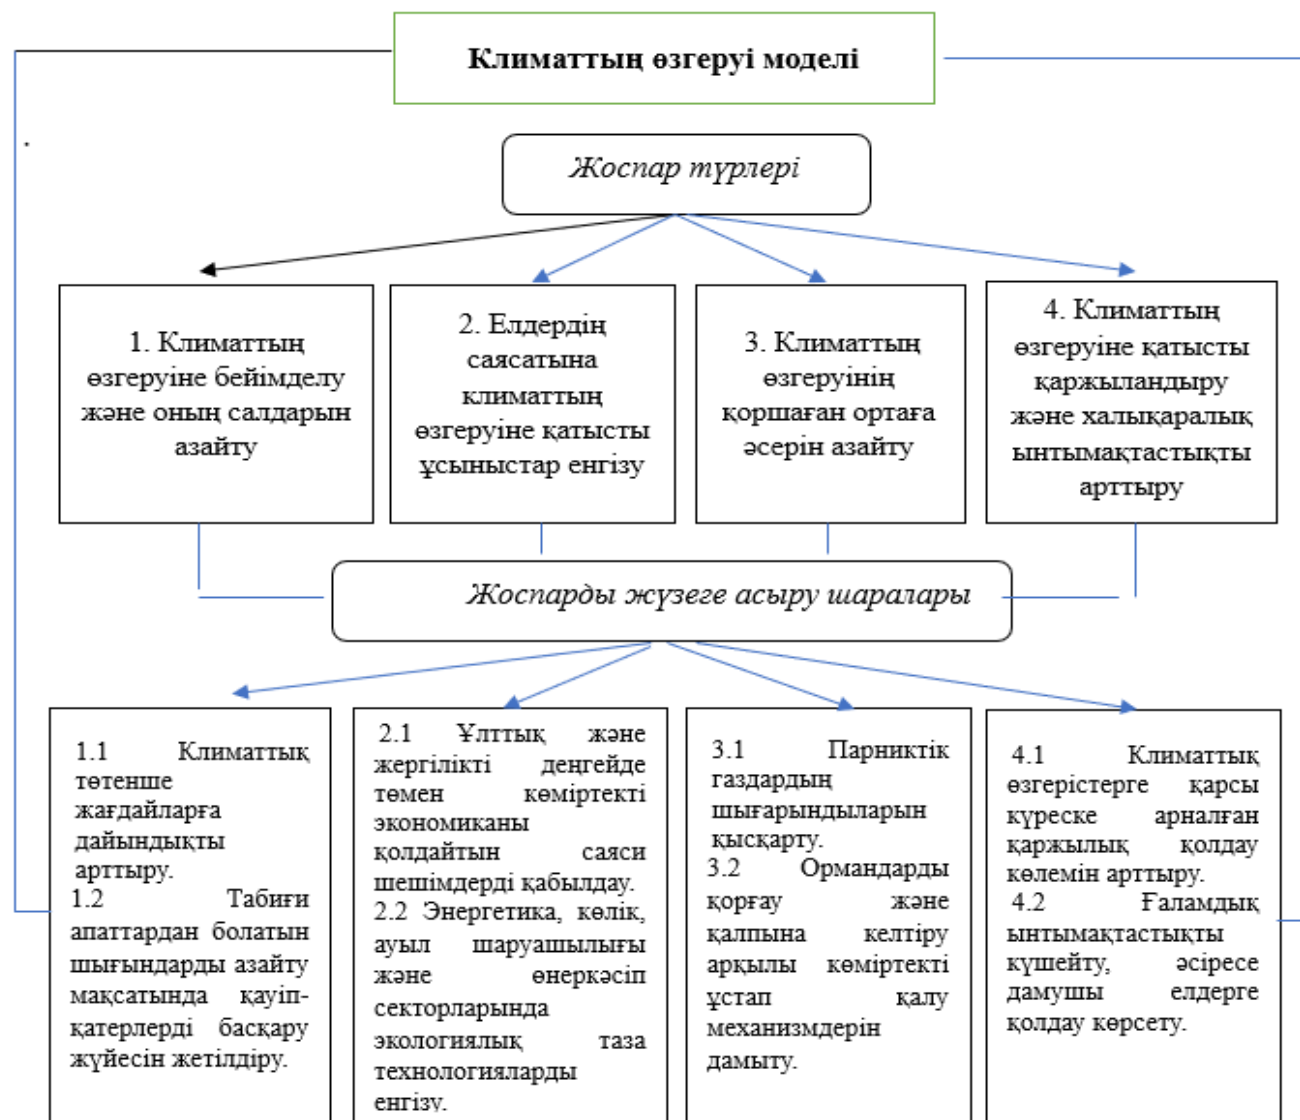 Климаттың өзгеруі моделі
Жоспар түрлері
1. Климаттың
өзгеруіне бейімделу
және оның салдарын
азайту
2. Елдердің
саясатына
климаттың
өзгеруіне қатысты
ұсыныстар енгізу
3. Климаттың
өзгеруінің
қоршаған ортаға
әсерін азайту
4. Климаттың
өзгеруіне қатысты
қаржыландыру
және халықаралық
ынтымақтастықты
арттыру
Жоспарды жүзеге асыру шаралары
1.1 Климаттық
төтенше
жағдайларға
дайындықты
арттыру.
1.2 Табиғи
апаттардан болатын
шығындарды азайту
мақсатында қауіп-
қатерлерді басқару
жүйесін жетілдіру.
2.1 Ұлттық және
жергілікті деңгейде
төмен көміртекті
экономиканы
қолдайтын саяси
шешімдерді қабылдау.
2.2 Энергетика, көлік,
ауыл шаруашылығы
және өнеркәсіп
секторларында
экологиялық таза
технологияларды
енгізу.
3.1 Парниктік
газдардың
шығарындыларын
қысқарту.
3.2 Ормандарды
қорғау және
қалпына келтіру
арқылы көміртекті
ұстап қалу
механизмдерін
дамыту.
4.1 Климаттық
өзгерістерге қарсы
күреске арналған
қаржылық қолдау
көлемін арттыру.
4.2 Ғаламдық
ынтымақтастықты
күшейту, әсіресе
дамушы елдерге
қолдау көрсету.